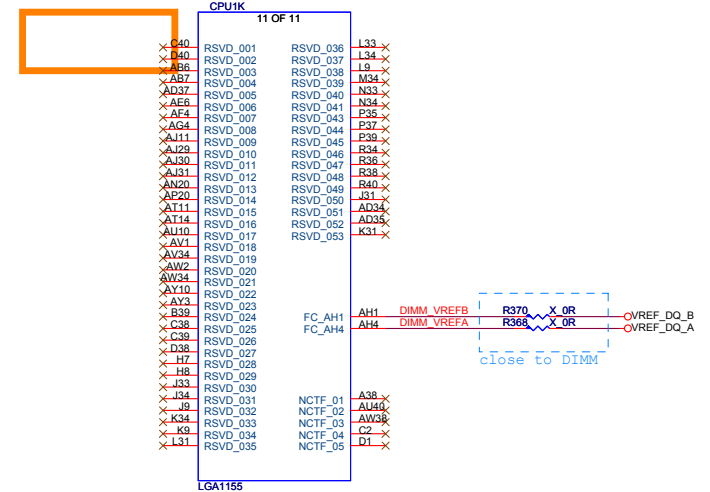 CPU1K
11 OF 11
C40 RSVD_001 RSVD_036 L33
D40 RSVD_002 RSVD_037 L34
AB6 RSVD_003 RSVD_038 L9
AB7 RSVD_004 RSVD_039 M34
AD37 RSVD_005 RSVD_040 N33
AE6 RSVD_006 RSVD_041 N34
AF4 RSVD_007 RSVD_043 P35
AG4 RSVD_008 RSVD_044 P37
AJ11 RSVD_009 RSVD_045 P39
AJ29 RSVD_010 RSVD_046 R34
AJ30 RSVD_011 RSVD_047 R36
AJ31 RSVD_012 RSVD_048 R38
AN20 RSVD_013 RSVD_049 R40
AP20 RSVD_014 RSVD_050 J31
AT11 RSVD_015 RSVD_051 AD34
AT14 RSVD_016 RSVD_052 AD35
AU10 RSVD_017 RSVD_053 K31
AV1 RSVD_018
AV34 RSVD_019
AW2 RSVD_020
AW34 RSVD_021
AY10 RSVD_022
AY3 RSVD_023
B39 RSVD_024 FC_AH1 AH1 DIMM_VREFB R370 X_0R VREF_DQ_B
C38 RSVD_025 FC_AH4 AH4 DIMM_VREFA R368 X_0R VREF_DQ_A
C39 RSVD_026
D38 RSVD_027
close to DIMM
H7 RSVD_028
H8 RSVD_029
J33 RSVD_030
J34 RSVD_031 NCTF_01 A38
J9 RSVD_032 NCTF_02 AU40
K34 RSVD_033 NCTF_03 AW38
K9 RSVD_034 NCTF_04 C2
L31 RSVD_035 NCTF_05 D1
LGA1155